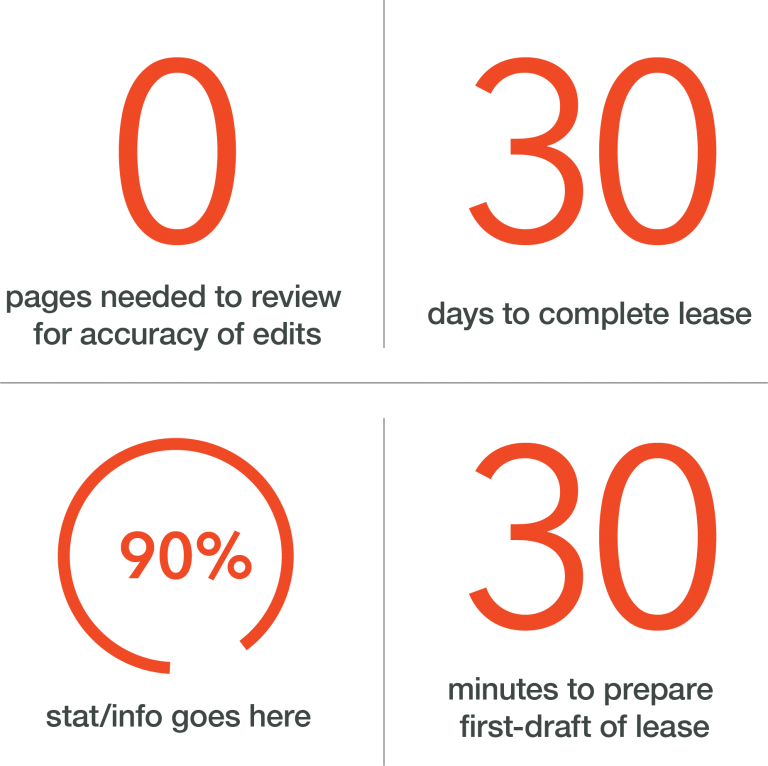 0
pages needed to review
for accuracy of edits
30
days to complete lease
90%
stat/info goes here
30
minutes to prepare
first-draft of lease